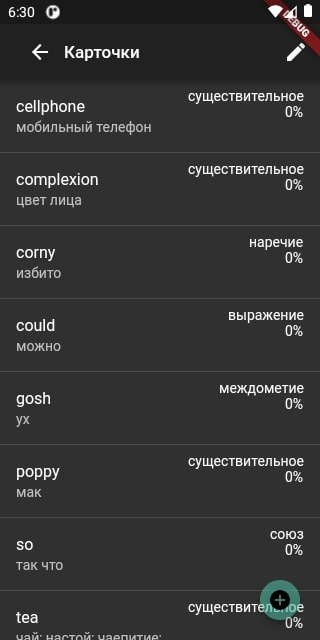 6:30
DEBUG
Карточки
cellphone
существительное
мобильный телефон
0%
complexion
существительное
цвет лица
0%
corny
наречие
избито
0%
could
выражение
можно
0%
gosh
междометие
ух
0%
poppy
существительное
мак
0%
so
союз
так что
0%
tea
существительное
чай; настой; чаепитие;
0%